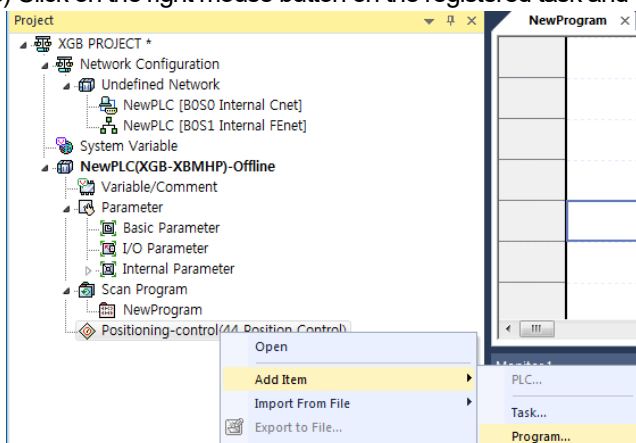 Click on the right mouse button on the registered task and
Project
NewProgram
XGB PROJECT *
Network Configuration
Undefined Network
NewPLC [B0S0 Internal Cnet]
NewPLC [B0S1 Internal FEnet]
System Variable
NewPLC(XGB-XBMHP)-Offline
Variable/Comment
Parameter
Basic Parameter
I/O Parameter
Internal Parameter
Scan Program
NewProgram
Positioning-control(44 Position Control)
Open
Add Item
Import From File
Export to File...
Monitor 1
PLC...
Task...
Program...